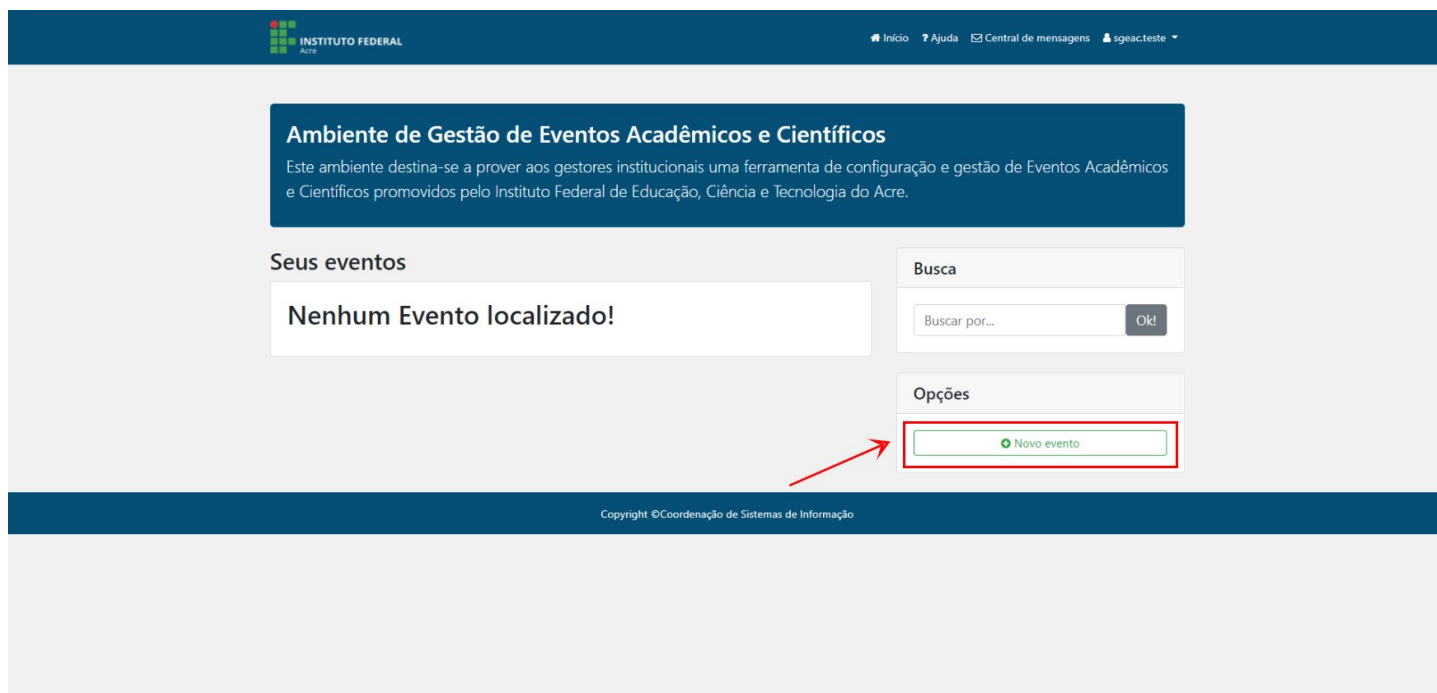 INSTITUTO FEDERAL
Acre
Início ? Ajuda Central de mensagens sgeac.teste
Ambiente de Gestão de Eventos Acadêmicos e Científicos
Este ambiente destina-se a prover aos gestores institucionais uma ferramenta de configuração e gestão de Eventos Acadêmicos
e Científicos promovidos pelo Instituto Federal de Educação, Ciência e Tecnologia do Acre.
Seus eventos
Nenhum Evento localizado!
Busca
Buscar por... Ok!
Opções
Novo evento
Copyright ©Coordenação de Sistemas de Informação